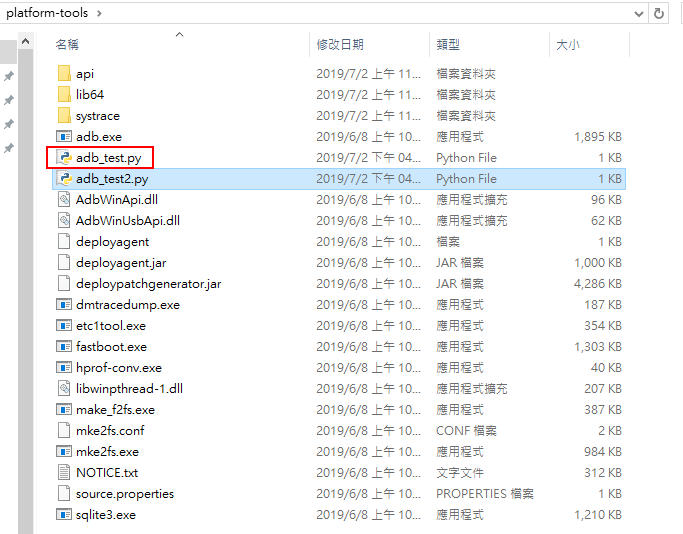 platform-tools
名稱 修改日期 類型 大小
api 2019/7/2 上午 11... 檔案資料夾
lib64 2019/7/2 上午 11... 檔案資料夾
systrace 2019/7/2 上午 11... 檔案資料夾
adb.exe 2019/6/8 上午 10... 應用程式 1,895 KB
adb_test.py 2019/7/2 下午 04... Python File 1 KB
adb_test2.py 2019/7/2 下午 04... Python File 1 KB
AdbWinApi.dll 2019/6/8 上午 10... 應用程式擴充 96 KB
AdbWinUsbApi.dll 2019/6/8 上午 10... 應用程式擴充 62 KB
deployagent 2019/6/8 上午 10... 檔案 1 KB
deployagent.jar 2019/6/8 上午 10... JAR 檔案 1,000 KB
deploypatchgenerator.jar 2019/6/8 上午 10... JAR 檔案 4,286 KB
dmtracedump.exe 2019/6/8 上午 10... 應用程式 187 KB
etc1tool.exe 2019/6/8 上午 10... 應用程式 354 KB
fastboot.exe 2019/6/8 上午 10... 應用程式 1,303 KB
hprof-conv.exe 2019/6/8 上午 10... 應用程式 40 KB
libwinpthread-1.dll 2019/6/8 上午 10... 應用程式擴充 207 KB
make_f2fs.exe 2019/6/8 上午 10... 應用程式 387 KB
mke2fs.conf 2019/6/8 上午 10... CONF 檔案 2 KB
mke2fs.exe 2019/6/8 上午 10... 應用程式 984 KB
NOTICE.txt 2019/6/8 上午 10... 文字文件 312 KB
source.properties 2019/6/8 上午 10... PROPERTIES 檔案 1 KB
sqlite3.exe 2019/6/8 上午 10... 應用程式 1,210 KB